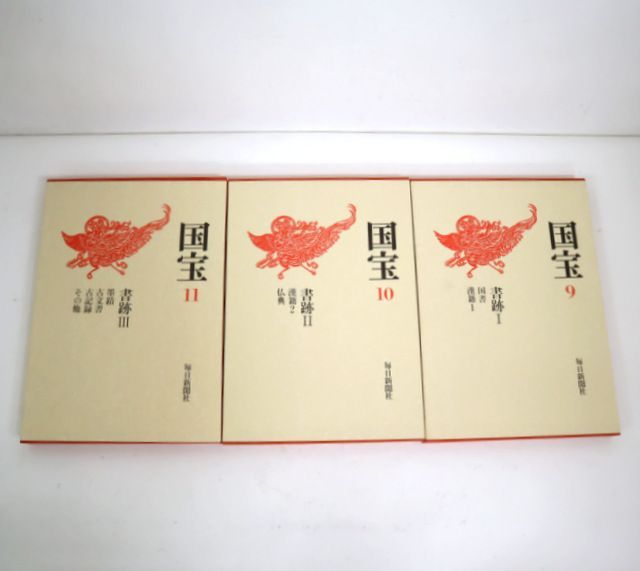 国宝
11
書跡Ⅲ
墨蹟
古文書
古記録
その他
毎日新聞社
国宝
10
書跡Ⅱ
漢籍2
仏典
毎日新聞社
国宝
9
書跡Ⅰ
国書
漢籍1
毎日新聞社